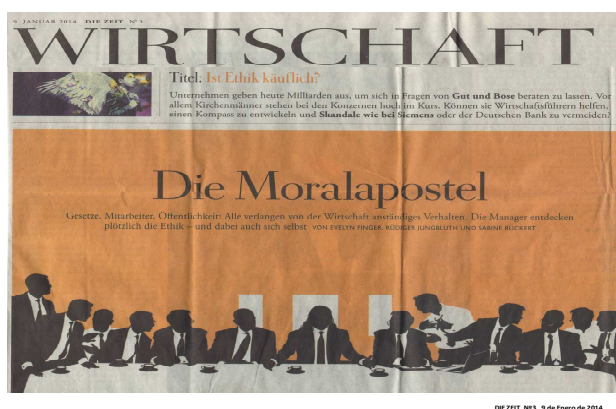 9. JANUAR 2014 DIE ZEIT Nº 3
WIRTSCHAFT
Titel: Ist Ethik käuflich?
Unternehmen geben heute Milliarden aus, um sich in Fragen von Gut und Böse beraten zu lassen. Vor
allem Kirchenmänner stehen bei den Konzernen hoch im Kurs. Können sie Wirtschaftsführern helfen,
einen Kompass zu entwickeln und Skandale wie bei Siemens oder der Deutschen Bank zu vermeiden?
Die Moralapostel
Gesetze, Mitarbeiter, Öffentlichkeit: Alle verlangen von der Wirtschaft anständiges Verhalten. Die Manager entdecken
plötzlich die Ethik – und dabei auch sich selbst VON EVELYN FINGER, RÜDIGER JUNGBLUTH UND SABINE RÜCKERT
DIE ZEIT Nº3 9 de Enero de 2014